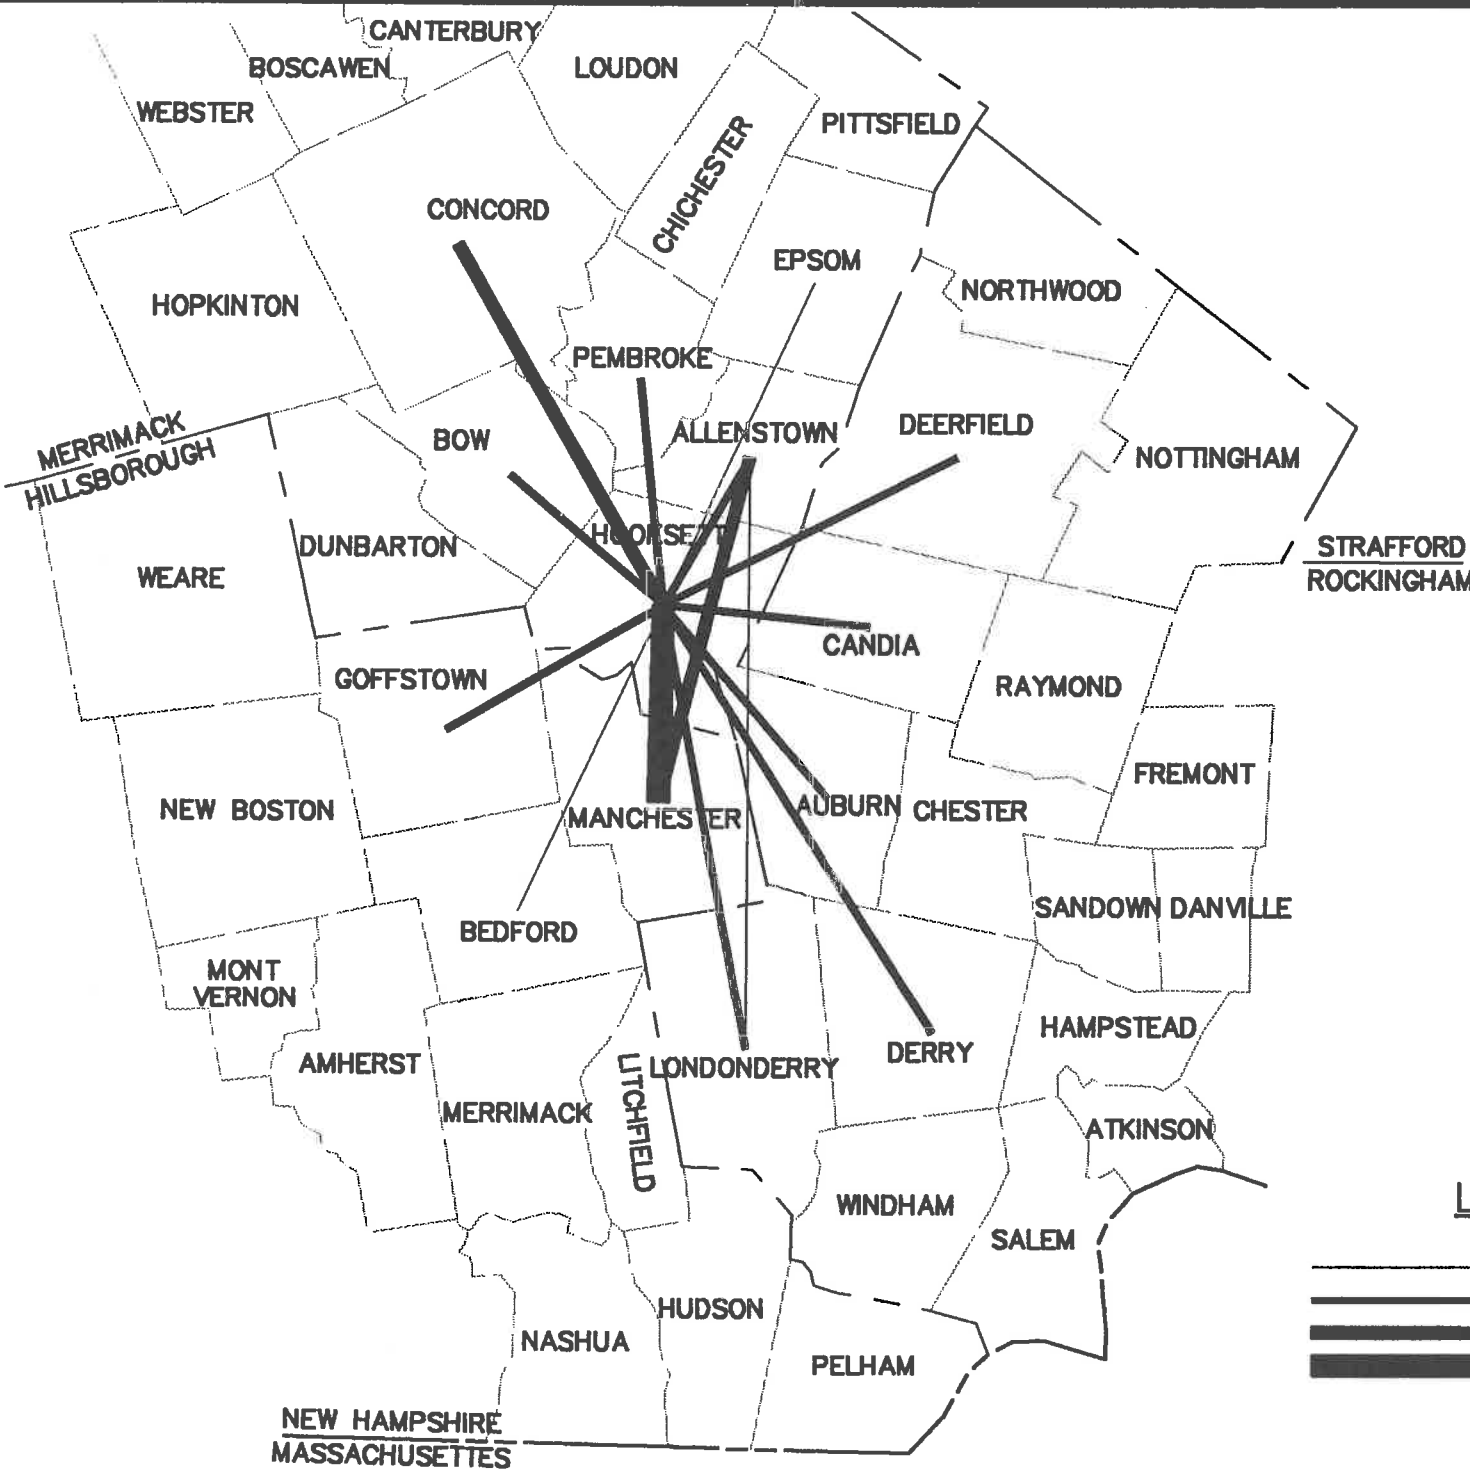 CANTERBURY
BOSCAWEN
LOUDON
WEBSTER
PITTSFIELD
CHICHESTER
CONCORD
EPSOM
NORTHWOOD
HOPKINTON
PEMBROKE
DEERFIELD
ALLENSTOWN
BOW
MERRIMACK
HILLSBOROUGH
NOTTINGHAM
HOOKSETT
DUNBARTON
STRAFFORD
ROCKINGHAM
WEARE
CANDIA
GOFFSTOWN
RAYMOND
FREMONT
NEW BOSTON
MANCHESTER
AUBURN
CHESTER
SANDOWN
DANVILLE
BEDFORD
MONT
VERNON
HAMPSTEAD
AMHERST
LONDONDERRY
DERRY
MERRIMACK
LITCHFIELD
ATKINSON
WINDHAM
SALEM
L
HUDSON
NASHUA
PELHAM
NEW HAMPSHIRE
MASSACHUSETTES